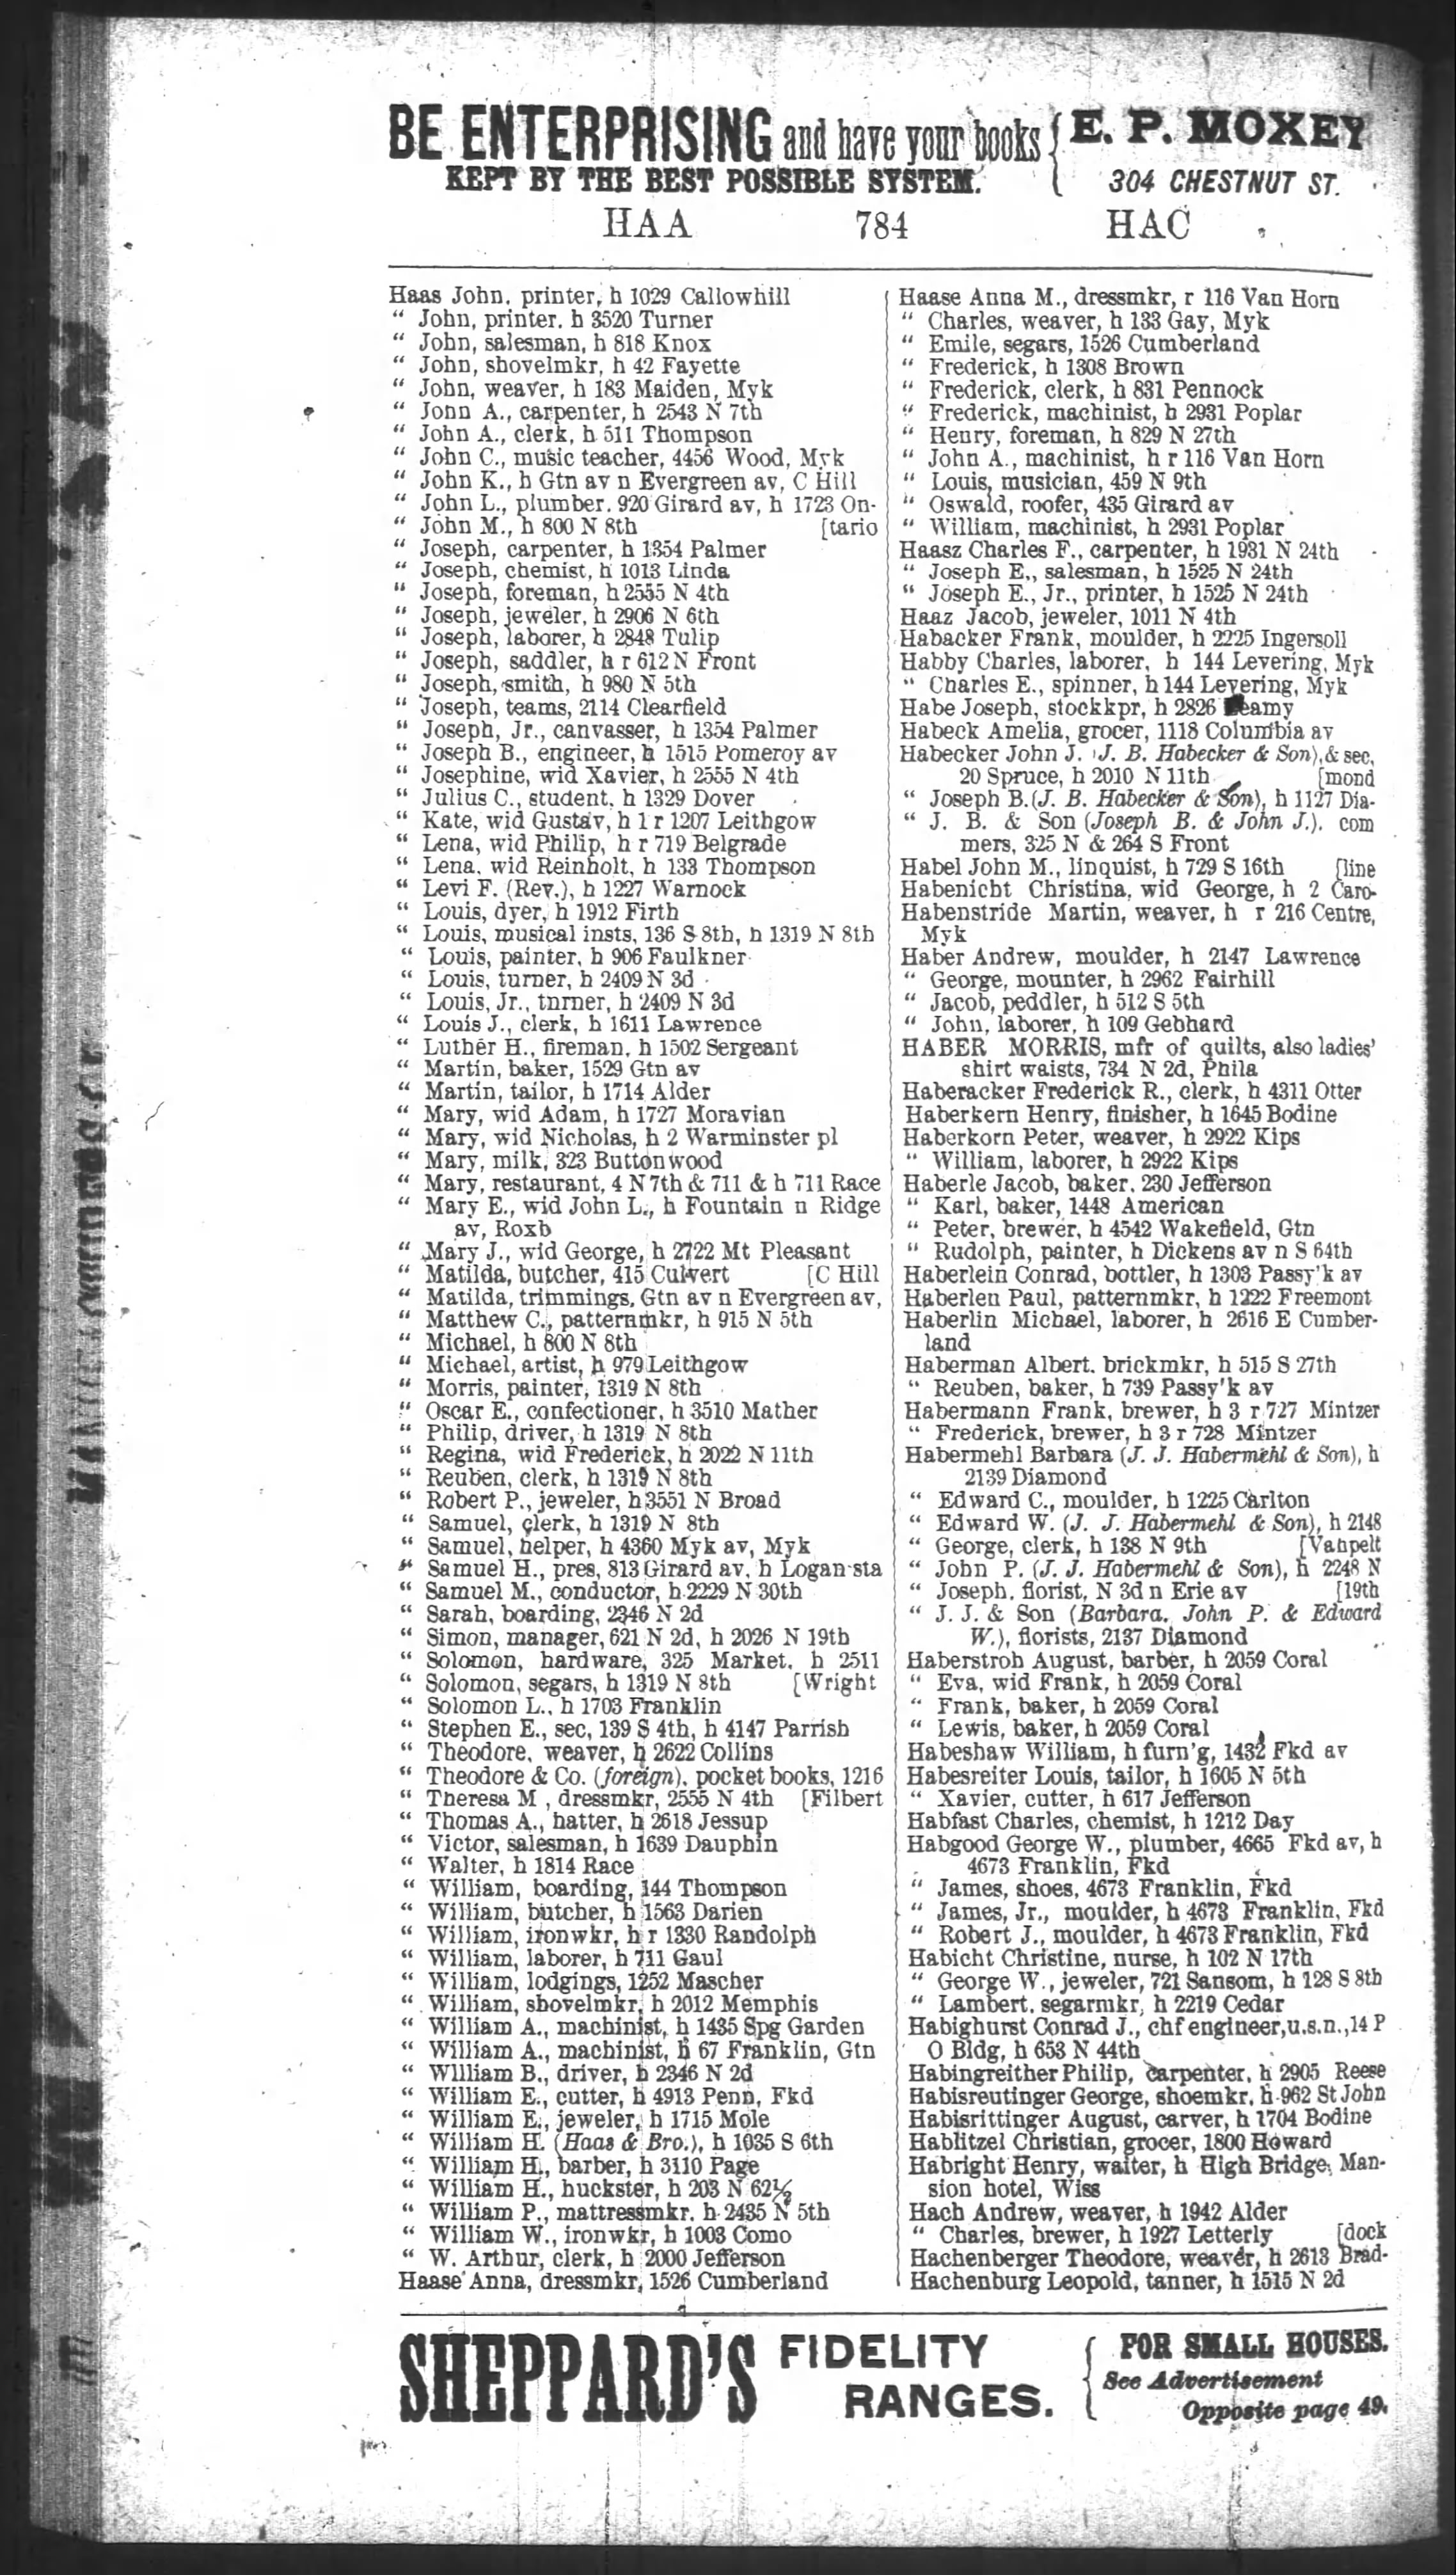 BE ENTERPRISING and have your books { E. P. MOXEY
KEPT BY THE BEST POSSIBLE SYSTEM. 304 CHESTNUT ST.
HAA 784 HAC
Haas John. printer, h 1029 Callowhill
“ John, printer. h 3520 Turner
“ John, salesman, h 818 Knox
“ John, shovelmkr, h 42 Fayette
“ John, weaver, h 183 Maiden, Myk
“ John A., carpenter, h 2543 N 7th
“ John A., clerk, h 511 Thompson
“ John C., music teacher, 4456 Wood, Myk
“ John K., h Gtn av n Evergreen av, C Hill
“ John L., plumber. 920 Girard av, h 1723 On-
“ John M., h 800 N 8th [tario
“ Joseph, carpenter, h 1354 Palmer
“ Joseph, chemist, h 1013 Linda
“ Joseph, foreman, h 2555 N 4th
“ Joseph, jeweler, h 2906 N 6th
“ Joseph, laborer, h 2848 Tulip
“ Joseph, saddler, h r 612 N Front
“ Joseph, smith, h 980 N 5th
“ Joseph, teams, 2114 Clearfield
“ Joseph, Jr., canvasser, h 1354 Palmer
“ Joseph B., engineer, h 1515 Pomeroy av
“ Josephine, wid Xavier, h 2555 N 4th
“ Julius C., student, h 1329 Dover
“ Kate, wid Gustav, h 1 r 1207 Leithgow
“ Lena, wid Philip, h r 719 Belgrade
“ Lena, wid Reinholt, h 133 Thompson
“ Levi F. (Rev.), h 1227 Warnock
“ Louis, dyer, h 1912 Firth
“ Louis, musical insts, 136 S 8th, h 1319 N 8th
“ Louis, painter, h 906 Faulkner
“ Louis, turner, h 2409 N 3d
“ Louis, Jr., tnrner, h 2409 N 3d
“ Louis J., clerk, h 1611 Lawrence
“ Luther H., fireman, h 1502 Sergeant
“ Martin, baker, 1529 Gtn av
“ Martin, tailor, h 1714 Alder
“ Mary, wid Adam, h 1727 Moravian
“ Mary, wid Nicholas, h 2 Warminster pl
“ Mary, milk, 323 Buttonwood
“ Mary, restaurant, 4 N 7th & 711 & h 711 Race
“ Mary E., wid John L., h Fountain n Ridge
av, Roxb
“ Mary J., wid George, h 2722 Mt Pleasant
“ Matilda, butcher, 415 Culvert [C Hill
“ Matilda, trimmings, Gtn av n Evergreen av,
“ Matthew C., patternmkr, h 915 N 5th
“ Michael, h 800 N 8th
“ Michael, artist, h 979 Leithgow
“ Morris, painter, 1319 N 8th
“ Oscar E., confectioner, h 3510 Mather
“ Philip, driver, h 1319 N 8th
“ Regina, wid Frederick, h 2022 N 11th
“ Reuben, clerk, h 1319 N 8th
“ Robert P., jeweler, h 3551 N Broad
“ Samuel, clerk, h 1319 N 8th
“ Samuel, helper, h 4360 Myk av, Myk
“ Samuel H., pres, 813 Girard av, h Logan sta
“ Samuel M., conductor, h 2229 N 30th
“ Sarah, boarding, 2346 N 2d
“ Simon, manager, 621 N 2d, h 2026 N 19th
“ Solomon, hardware, 325 Market, h 2511
“ Solomon, segars, h 1319 N 8th [Wright
“ Solomon L., h 1703 Franklin
“ Stephen E., sec, 139 S 4th, h 4147 Parrish
“ Theodore, weaver, h 2622 Collins
“ Theodore & Co. (foreign), pocket books, 1216
“ Theresa M , dressmkr, 2555 N 4th [Filbert
“ Thomas A., hatter, h 2618 Jessup
“ Victor, salesman, h 1639 Dauphin
“ Walter, h 1814 Race
“ William, boarding, 144 Thompson
“ William, butcher, h 1563 Darien
“ William, ironwkr, h r 1330 Randolph
“ William, laborer, h 711 Gaul
“ William, lodgings, 1252 Mascher
“ William, shovelmkr, h 2012 Memphis
“ William A., machinist, h 1435 Spg Garden
“ William A., machinist, h 67 Franklin, Gtn
“ William B., driver, h 2346 N 2d
“ William E., cutter, h 4913 Penn, Fkd
“ William E., jeweler, h 1715 Mole
“ William H. (Haas & Bro.), h 1035 S 6th
“ William H., barber, h 3110 Page
“ William H., huckster, h 203 N 62½
“ William P., mattressmkr. h 2435 N 5th
“ William W., ironwkr, h 1003 Como
“ W. Arthur, clerk, h 2000 Jefferson
Haase Anna, dressmkr, 1526 Cumberland
Haase Anna M., dressmkr, r 116 Van Horn
“ Charles, weaver, h 133 Gay, Myk
“ Emile, segars, 1526 Cumberland
“ Frederick, h 1308 Brown
“ Frederick, clerk, h 831 Pennock
“ Frederick, machinist, h 2931 Poplar
“ Henry, foreman, h 829 N 27th
“ John A., machinist, h r 116 Van Horn
“ Louis, musician, 459 N 9th
“ Oswald, roofer, 435 Girard av
“ William, machinist, h 2931 Poplar
Haasz Charles F., carpenter, h 1931 N 24th
“ Joseph E., salesman, h 1525 N 24th
“ Joseph E., Jr., printer, h 1525 N 24th
Haaz Jacob, jeweler, 1011 N 4th
Habacker Frank, moulder, h 2225 Ingersoll
Habby Charles, laborer, h 144 Levering, Myk
“ Charles E., spinner, h 144 Levering, Myk
Habe Joseph, stockkpr, h 2826
Habeck Amelia, grocer, 1118 Columbia av
Habecker John J. (J. B. Habecker & Son), & sec,
20 Spruce, h 2010 N 11th [mond
“ Joseph B. (J. B. Habecker & Son), h 1127 Dia-
“ J. B. & Son (Joseph B. & John J.), com
mers, 325 N & 264 S Front
Habel John M., linquist, h 729 S 16th [line
Habenicht Christina, wid George, h 2 Caro-
Habenstride Martin, weaver, h r 216 Centre,
Myk
Haber Andrew, moulder, h 2147 Lawrence
“ George, mounter, h 2962 Fairhill
“ Jacob, peddler, h 512 S 5th
“ John, laborer, h 109 Gebhard
HABER MORRIS, mfr of quilts, also ladies’
shirt waists, 734 N 2d, Phila
Haberacker Frederick R., clerk, h 4311 Otter
Haberkern Henry, finisher, h 1645 Bodine
Haberkorn Peter, weaver, h 2922 Kips
“ William, laborer, h 2922 Kips
Haberle Jacob, baker, 230 Jefferson
“ Karl, baker, 1448 American
“ Peter, brewer, h 4542 Wakefield, Gtn
“ Rudolph, painter, h Dickens av n S 64th
Haberlein Conrad, bottler, h 1303 Passy’k av
Haberlen Paul, patternmkr, h 1222 Freemont
Haberlin Michael, laborer, h 2616 E Cumber-
land
Haberman Albert. brickmkr, h 515 S 27th
“ Reuben, baker, h 739 Passy’k av
Habermann Frank, brewer, h 3 r 727 Mintzer
“ Frederick, brewer, h 3 r 728 Mintzer
Habermehl Barbara (J. J. Habermehl & Son), h
2139 Diamond
“ Edward C., moulder, h 1225 Carlton
“ Edward W. (J. J. Habermehl & Son), h 2148
“ George, clerk, h 138 N 9th [Vanpelt
“ John P. (J. J. Habermehl & Son), h 2248 N
“ Joseph, florist, N 3d n Erie av [19th
“ J. J. & Son (Barbara, John P. & Edward
W.), florists, 2137 Diamond
Haberstroh August, barber, h 2059 Coral
“ Eva, wid Frank, h 2059 Coral
“ Frank, baker, h 2059 Coral
“ Lewis, baker, h 2059 Coral
Habeshaw William, h furn’g, 1432 Fkd av
Habesreiter Louis, tailor, h 1605 N 5th
“ Xavier, cutter, h 617 Jefferson
Habfast Charles, chemist, h 1212 Day
Habgood George W., plumber, 4665 Fkd av, h
4673 Franklin, Fkd
“ James, shoes, 4673 Franklin, Fkd
“ James, Jr., moulder, h 4673 Franklin, Fkd
“ Robert J., moulder, h 4673 Franklin, Fkd
Habicht Christine, nurse, h 102 N 17th
“ George W., jeweler, 721 Sansom, h 128 S 8th
“ Lambert, segarmkr, h 2219 Cedar
Habighurst Conrad J., chf engineer, u.s.n., 14 P
O Bldg, h 653 N 44th
Habingreither Philip, carpenter, h 2905 Reese
Habisreutinger George, shoemkr, h 962 St John
Habisrittinger August, carver, h 1704 Bodine
Hablitzel Christian, grocer, 1800 Howard
Habright Henry, waiter, h High Bridge, Man-
sion hotel, Wiss
Hach Andrew, weaver, h 1942 Alder
“ Charles, brewer, h 1927 Letterly [dock
Hachenberger Theodore, weaver, h 2613 Brad-
Hachenburg Leopold, tanner, h 1515 N 2d
SHEPPARD’S FIDELITY RANGES. { FOR SMALL HOUSES.
See Advertisement
Opposite page 49.